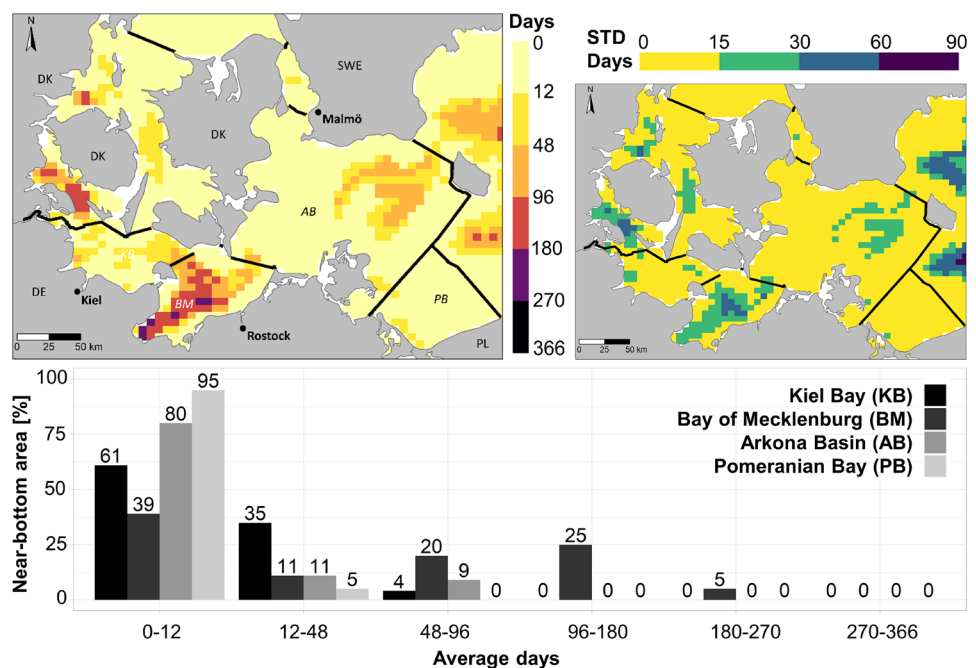 N
DK
DK
DK
SWE
Malmö
AB
KB
BM
PB
DE
Kiel
Rostock
PL
0 25 50 km
Days
0
12
48
96
180
270
366
STD
Days
0 15 30 60 90
N
0 25 50 km
Near-bottom area [%]
100
75
50
25
0
61 39 80 95
35 11 11 5
4 20 9 0
0 25 0 0
0 5 0 0
0 0 0 0
Kiel Bay (KB)
Bay of Mecklenburg (BM)
Arkona Basin (AB)
Pomeranian Bay (PB)
0-12 12-48 48-96 96-180 180-270 270-366
Average days